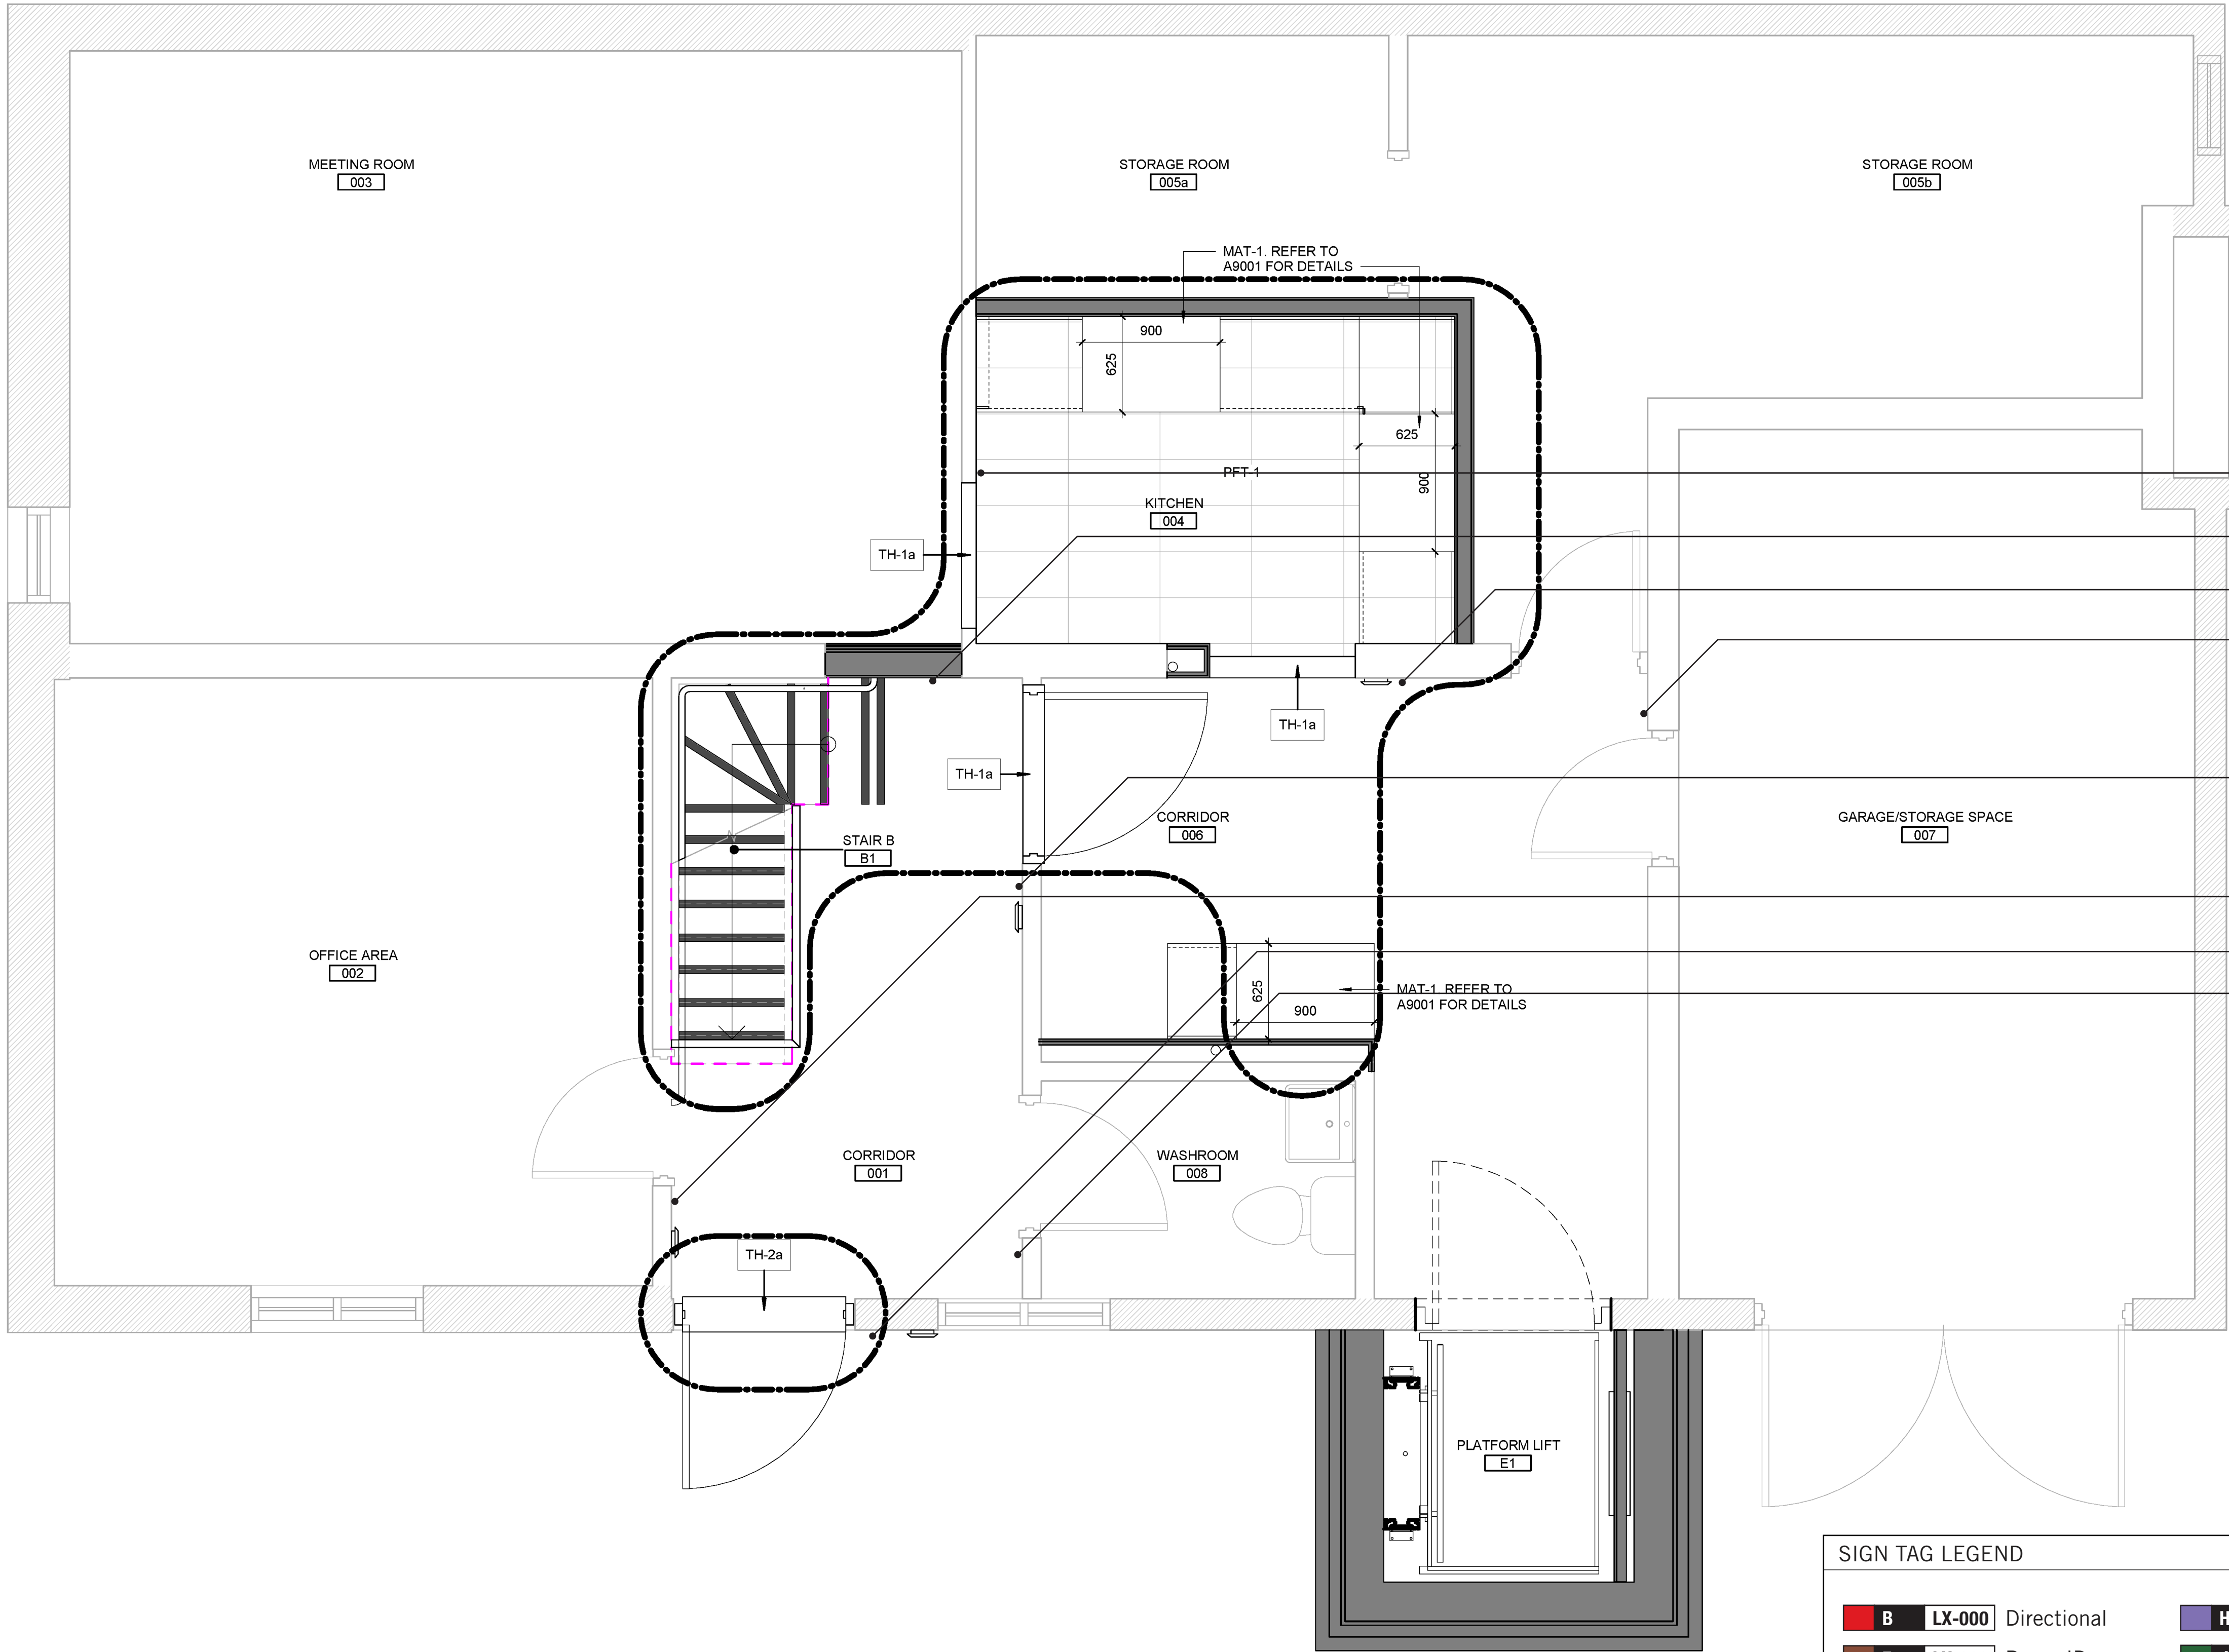 MEETING ROOM
003
STORAGE ROOM
005a
STORAGE ROOM
005b
MAT-1. REFER TO
A9001 FOR DETAILS
900
625
625
900
PFT-1
KITCHEN
004
TH-1a
TH-1a
TH-1a
STAIR B
B1
CORRIDOR
006
GARAGE/STORAGE SPACE
007
OFFICE AREA
002
625
900
MAT-1. REFER TO
A9001 FOR DETAILS
CORRIDOR
001
WASHROOM
008
TH-2a
PLATFORM LIFT
E1
SIGN TAG LEGEND
B LX-000 Directional